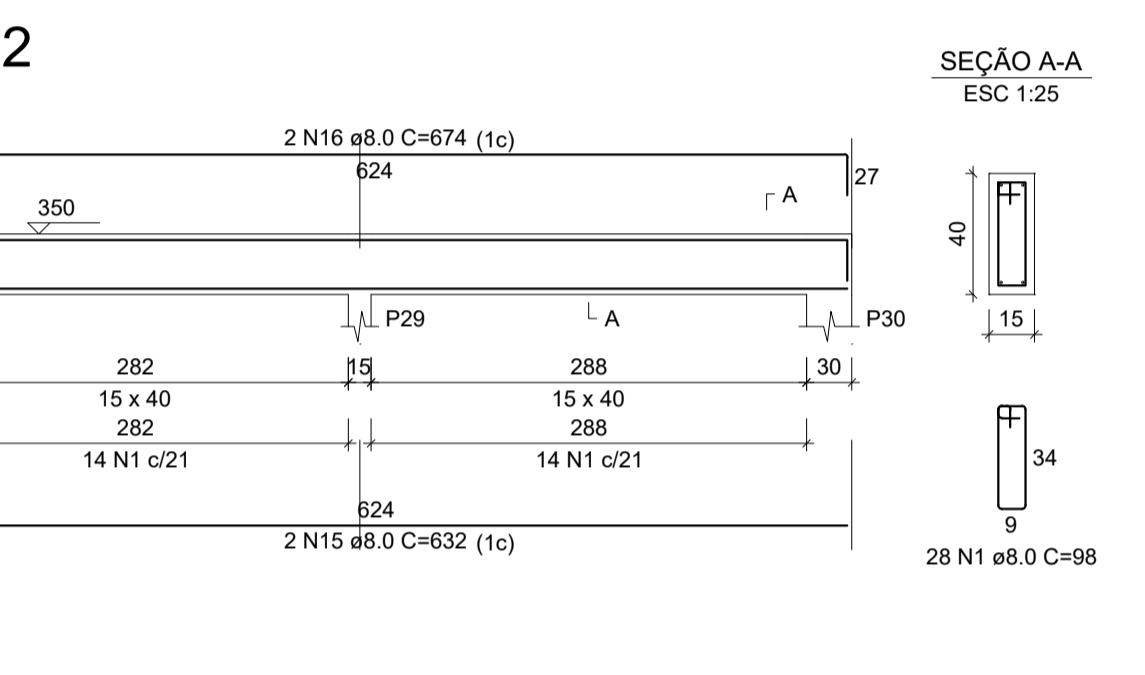 2
SEÇÃO A-A
ESC 1:25
2 N16 ø8.0 C=674 (1c)
624
27
A
350
40
15
P29
A
P30
282
15
288
30
15 x 40
15 x 40
282
288
14 N1 c/21
14 N1 c/21
34
9
28 N1 ø8.0 C=98
624
2 N15 ø8.0 C=632 (1c)